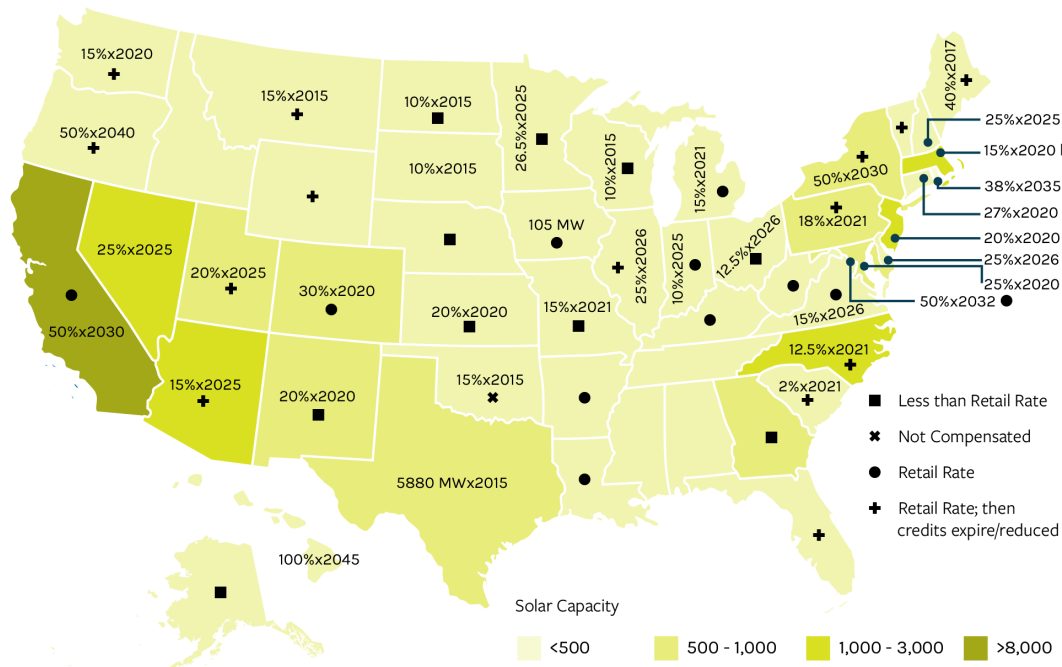 15%x2020
50%x2040
15%x2015
10%x2015
10%x2015
26.5%x2025
10%x2015
15%x2021
40%x2017
25%x2025
15%x2020
38%x2035
27%x2020
20%x2020
25%x2026
25%x2020
50%x2032
50%x2030
18%x2021
50%x2030
25%x2025
20%x2025
30%x2020
20%x2020
105 MW
15%x2021
25%x2026
10%x2025
12.5%x2026
15%x2026
12.5%x2021
2%x2021
15%x2025
20%x2020
15%x2015
5880 MWx2015
100%x2045
Less than Retail Rate
Not Compensated
Retail Rate
Retail Rate; then
credits expire/reduced
Solar Capacity
<500
500 - 1,000
1,000 - 3,000
>8,000